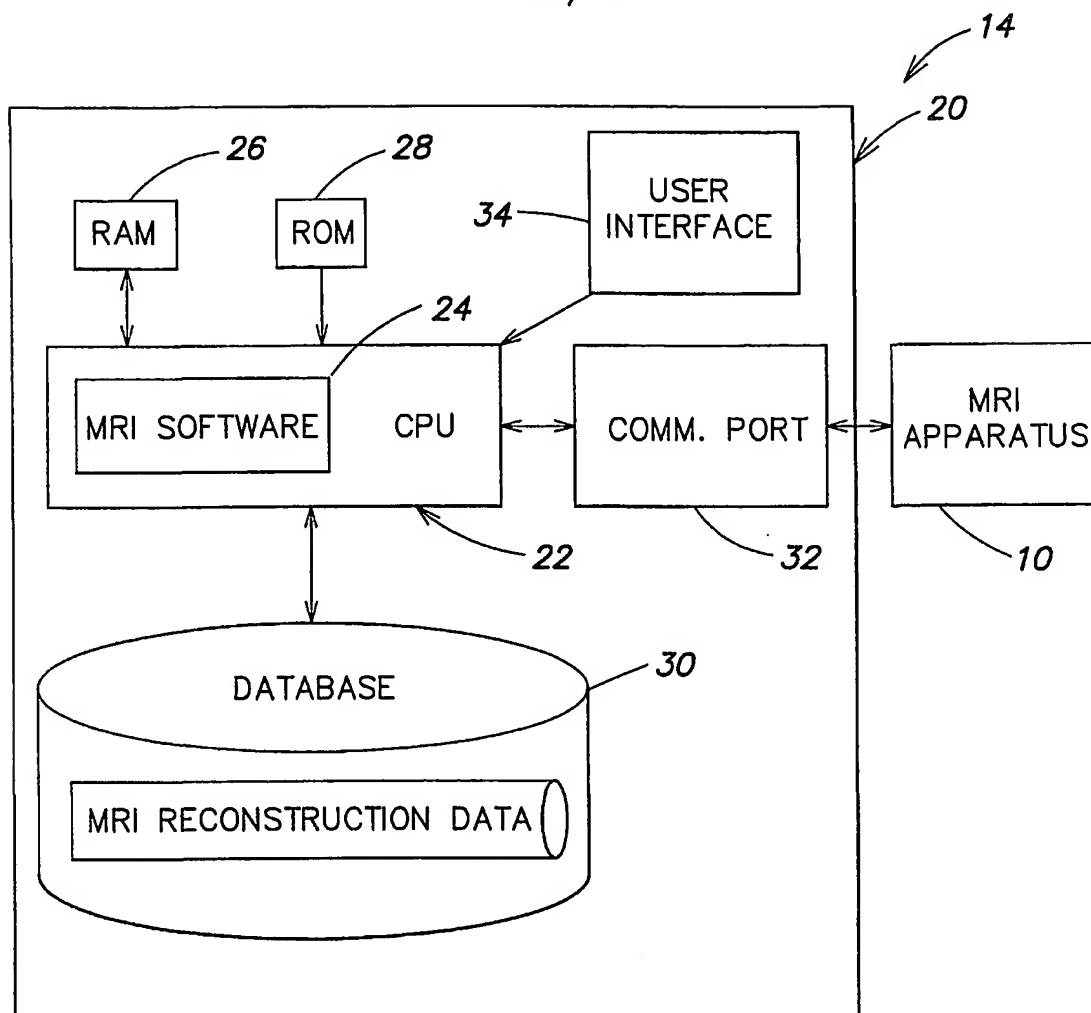 14
20
26
28
USER
INTERFACE
34
RAM
ROM
24
MRI SOFTWARE
CPU
COMM. PORT
MRI
APPARATUS
22
32
10
DATABASE
30
MRI RECONSTRUCTION DATA